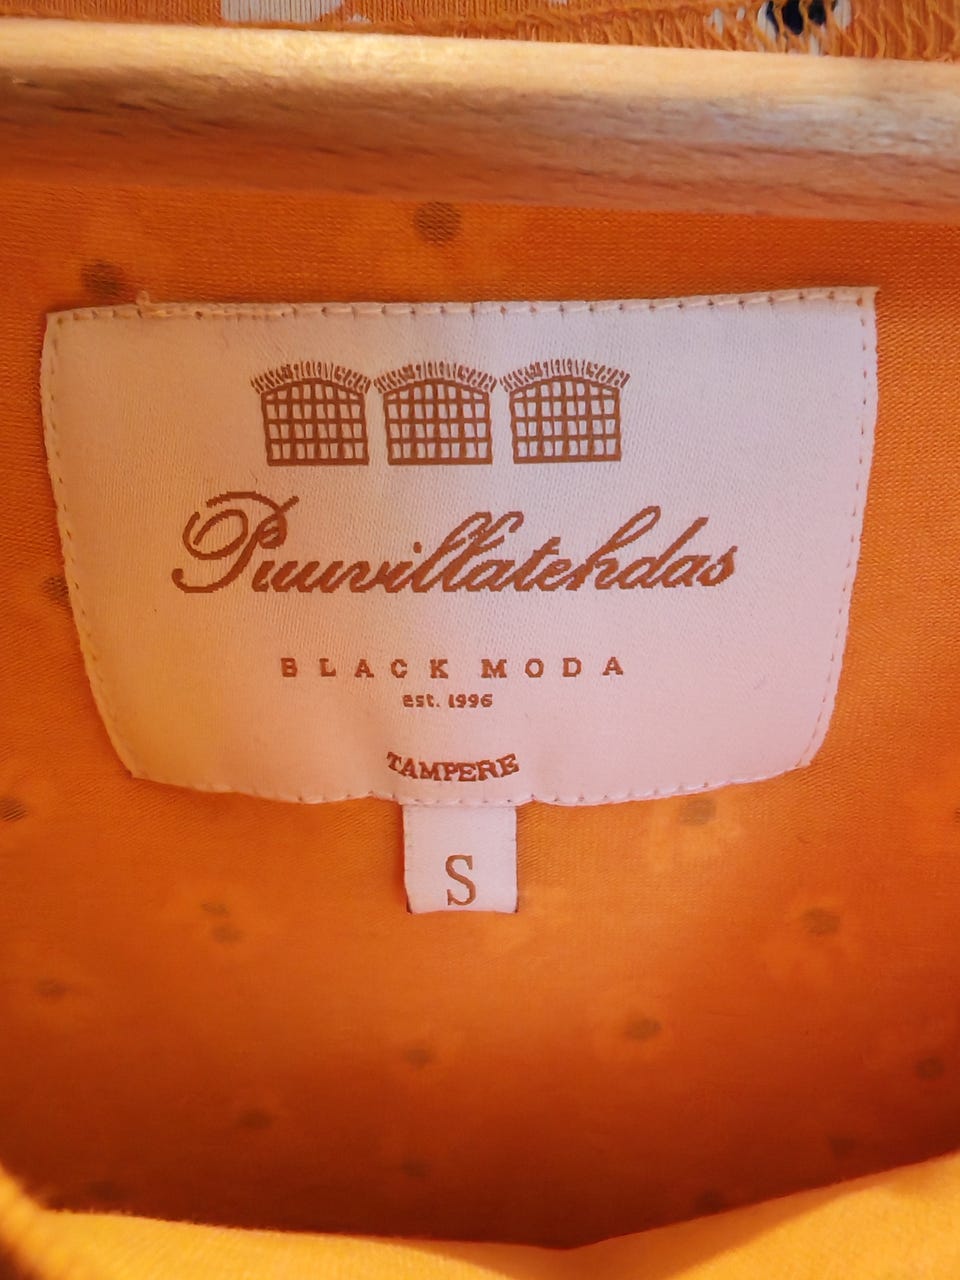 Puuvillatehdas
BLACK MODA
est. 1996
TAMPERE
S